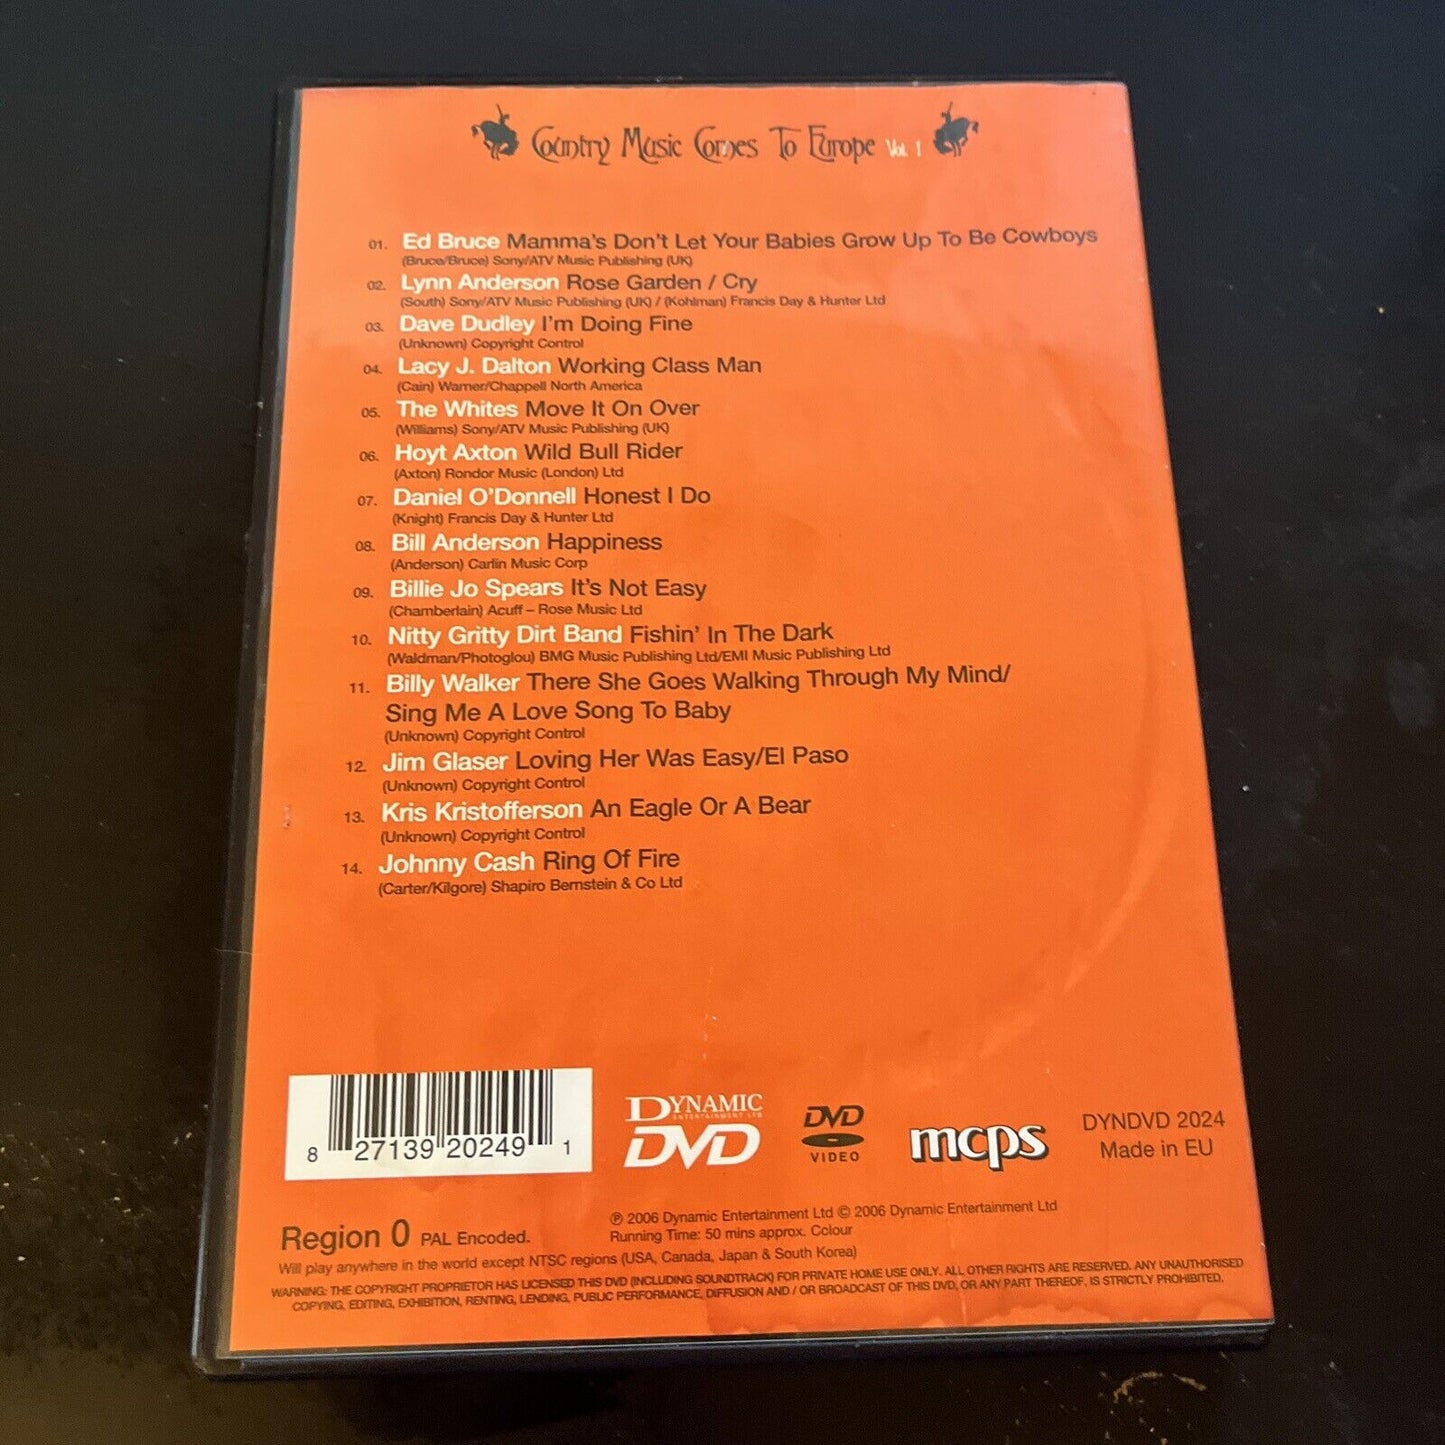 Country Music Comes To Europe Vol. 1
01. Ed Bruce Mamma's Don't Let Your Babies Grow Up To Be Cowboys
(Bruce/Bruce) Sony/ATV Music Publishing (UK)
02. Lynn Anderson Rose Garden / Cry
(South) Sony/ATV Music Publishing (UK) / (Kohlman) Francis Day & Hunter Ltd
03. Dave Dudley I'm Doing Fine
(Unknown) Copyright Control
04. Lacy J. Dalton Working Class Man
(Cain) Warner/Chappell North America
05. The Whites Move It On Over
(Williams) Sony/ATV Music Publishing (UK)
06. Hoyt Axton Wild Bull Rider
(Axton) Rondor Music (London) Ltd
07. Daniel O'Donnell Honest I Do
(Knight) Francis Day & Hunter Ltd
08. Bill Anderson Happiness
(Anderson) Carlin Music Corp
09. Billie Jo Spears It's Not Easy
(Chamberlain) Acuff – Rose Music Ltd
10. Nitty Gritty Dirt Band Fishin' In The Dark
(Waldman/Photoglou) BMG Music Publishing Ltd/EMI Music Publishing Ltd
11. Billy Walker There She Goes Walking Through My Mind/
Sing Me A Love Song To Baby
(Unknown) Copyright Control
12. Jim Glaser Loving Her Was Easy/El Paso
(Unknown) Copyright Control
13. Kris Kristofferson An Eagle Or A Bear
(Unknown) Copyright Control
14. Johnny Cash Ring Of Fire
(Carter/Kilgore) Shapiro Bernstein & Co Ltd
8 27139 20249 1
DYNAMIC
ENTERTAINMENT LTD
DVD
DVD
VIDEO
mcps
DYNDVD 2024
Made in EU
Region 0 PAL Encoded.
℗ 2006 Dynamic Entertainment Ltd © 2006 Dynamic Entertainment Ltd
Running Time: 50 mins approx. Colour
Will play anywhere in the world except NTSC regions (USA, Canada, Japan & South Korea)
WARNING: THE COPYRIGHT PROPRIETOR HAS LICENSED THIS DVD (INCLUDING SOUNDTRACK) FOR PRIVATE HOME USE ONLY. ALL OTHER RIGHTS ARE RESERVED. ANY UNAUTHORISED
COPYING, EDITING, EXHIBITION, RENTING, LENDING, PUBLIC PERFORMANCE, DIFFUSION AND / OR BROADCAST OF THIS DVD, OR ANY PART THEREOF, IS STRICTLY PROHIBITED.